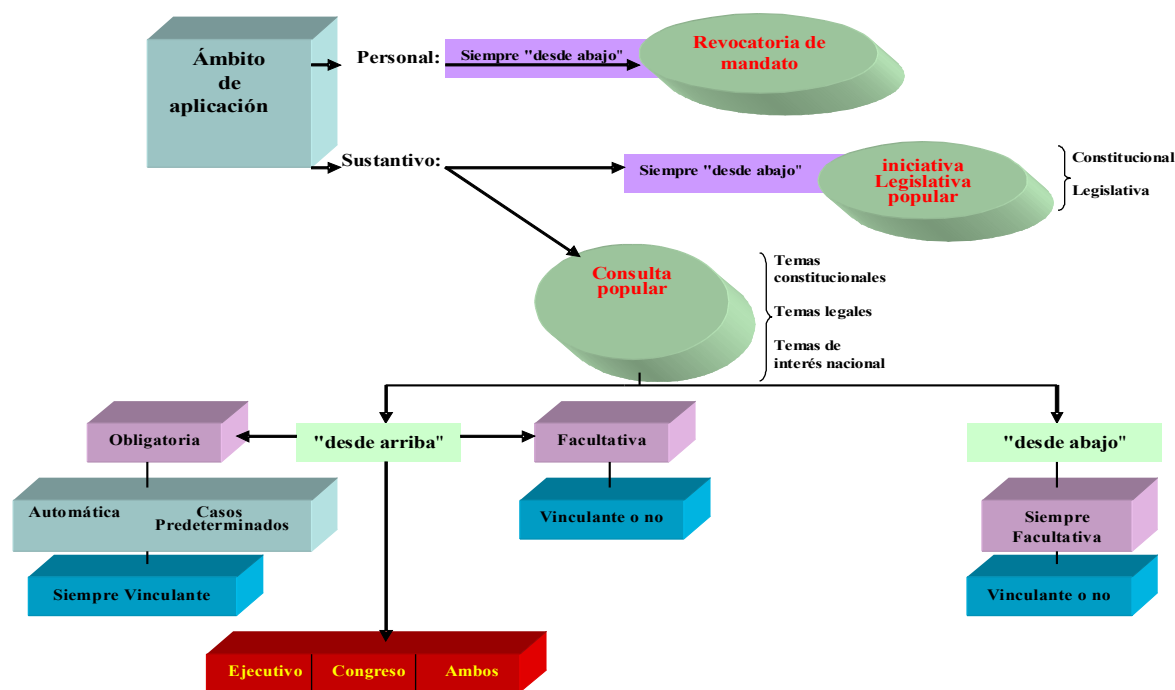 Ámbito
de
aplicación
Personal:
Siempre "desde abajo"
Revocatoria de
mandato
Sustantivo:
Siempre "desde abajo"
iniciativa
Legislativa
popular
Constitucional
Legislativa
Consulta
popular
Temas
constitucionales
Temas legales
Temas de
interés nacional
Obligatoria
"desde arriba"
Facultativa
"desde abajo"
Automática
Casos
Predeterminados
Vinculante o no
Siempre
Facultativa
Siempre Vinculante
Vinculante o no
Ejecutivo
Congreso
Ambos